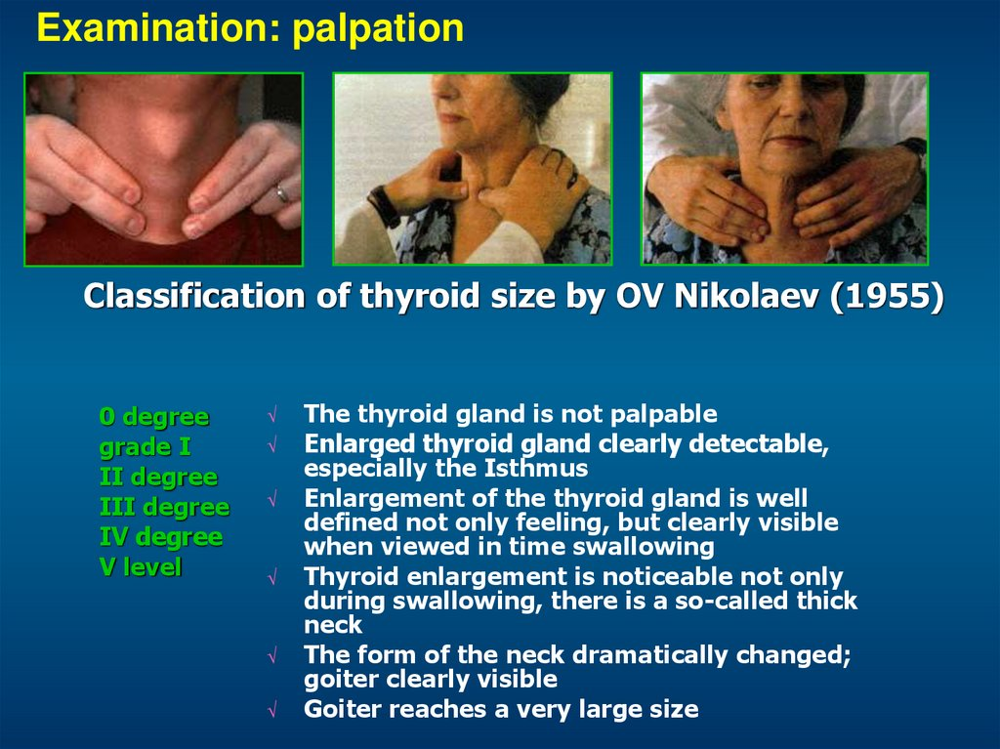 Examination: palpation
Classification of thyroid size by OV Nikolaev (1955)
0 degree
grade I
II degree
III degree
IV degree
V level
√ The thyroid gland is not palpable
√ Enlarged thyroid gland clearly detectable,
especially the Isthmus
√ Enlargement of the thyroid gland is well
defined not only feeling, but clearly visible
when viewed in time swallowing
√ Thyroid enlargement is noticeable not only
during swallowing, there is a so-called thick
neck
√ The form of the neck dramatically changed;
goiter clearly visible
√ Goiter reaches a very large size